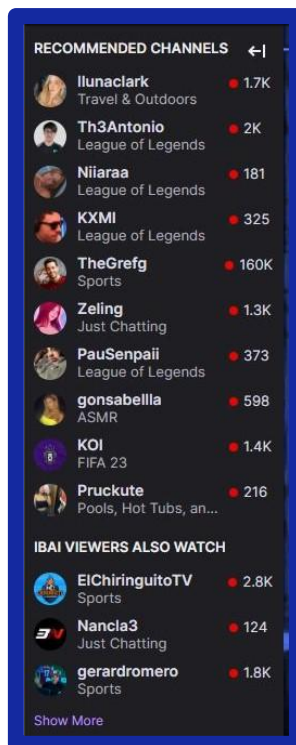 RECOMMENDED CHANNELS
llunaclark 1.7K
Travel & Outdoors
Th3Antonio 2K
League of Legends
Niiaraa 181
League of Legends
KXMI 325
League of Legends
TheGrefg 160K
Sports
Zeling 1.3K
Just Chatting
PauSenpaii 373
League of Legends
gonsabellla 598
ASMR
KOI 1.4K
FIFA 23
Pruckute 216
Pools, Hot Tubs, an...
IBAI VIEWERS ALSO WATCH
ElChiringuitoTV 2.8K
Sports
Nancla3 124
Just Chatting
gerardromero 1.8K
Sports
Show More